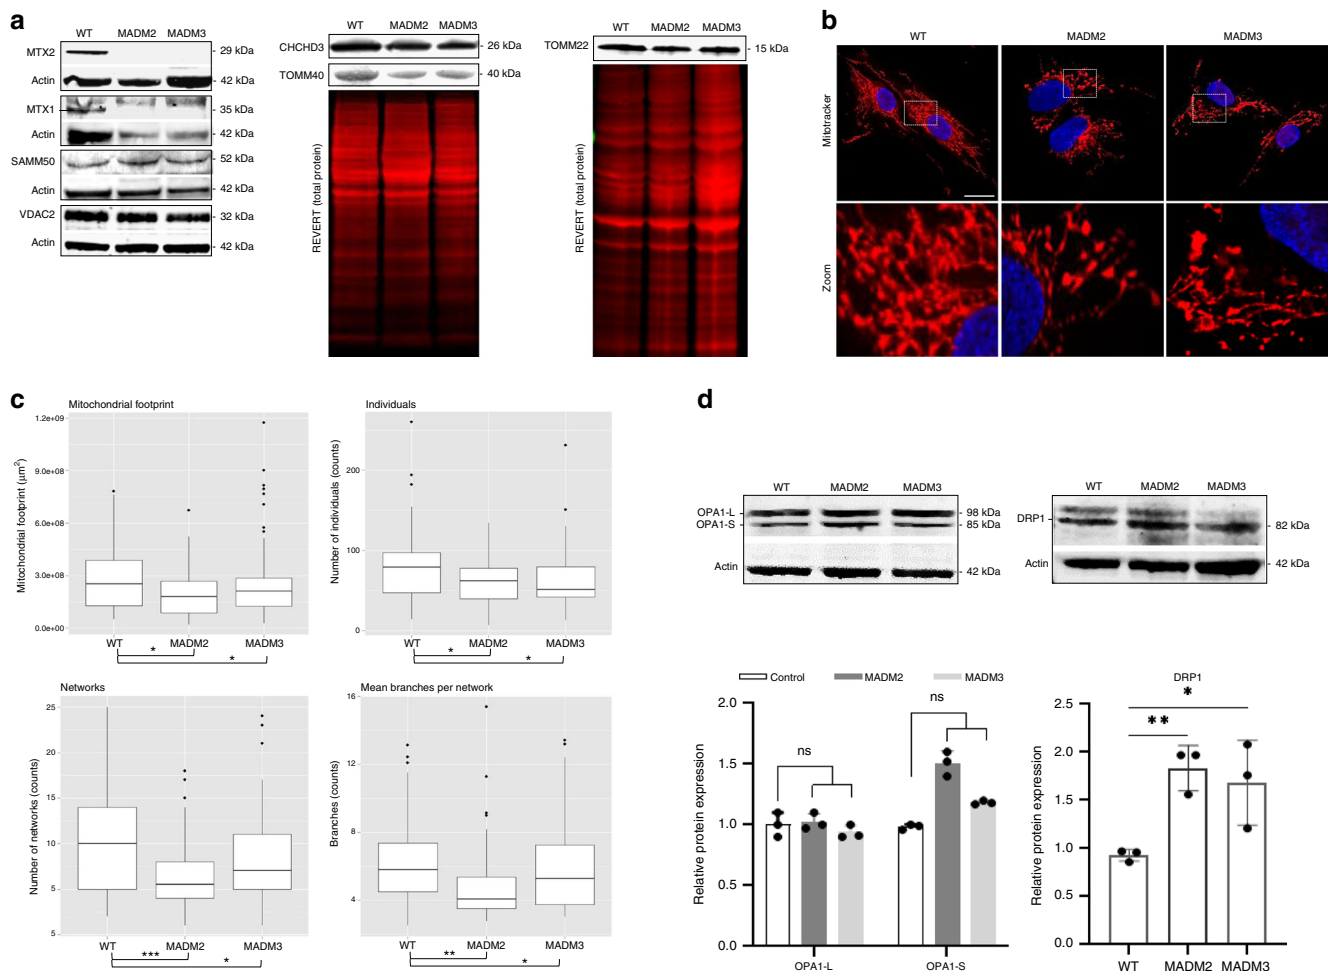 a
WT MADM2 MADM3
MTX2 - 29 kDa
Actin - 42 kDa
MTX1 - 35 kDa
Actin - 42 kDa
SAMM50 - 52 kDa
Actin - 42 kDa
VDAC2 - 32 kDa
Actin - 42 kDa
WT MADM2 MADM3
CHCHD3 - 26 kDa
TOMM40 - 40 kDa
REVERT (total protein)
WT MADM2 MADM3
TOMM22 - 15 kDa
REVERT (total protein)
b
WT MADM2 MADM3
Mitotracker
Zoom
c
Mitochondrial footprint
Mitochondrial footprint (µm²)
1.2e+09
9.0e+08
6.0e+08
3.0e+08
0.0e+00
WT MADM2 MADM3
*
*
Individuals
Number of individuals (counts)
200
100
0
WT MADM2 MADM3
*
*
Networks
Number of networks (counts)
25
15
10
5
5
WT MADM2 MADM3
***
*
Mean branches per network
Branches (counts)
16
12
8
4
WT MADM2 MADM3
**
*
d
WT MADM2 MADM3
OPA1-L - 98 kDa
OPA1-S - 85 kDa
Actin - 42 kDa
WT MADM2 MADM3
DRP1 - 82 kDa
Actin - 42 kDa
Control MADM2 MADM3
Relative protein expression
2.0
1.5
1.0
0.5
0.0
ns
ns
OPA1-L OPA1-S
DRP1
Relative protein expression
2.5
2.0
1.5
1.0
0.5
0.0
*
**
WT MADM2 MADM3